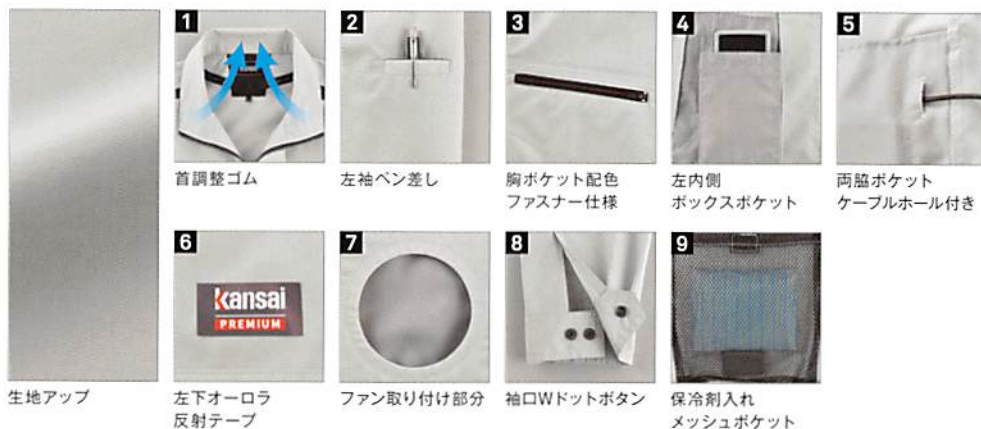 1
首調整ゴム
2
左袖ペン差し
3
胸ポケット配色
ファスナー仕様
4
左内側
ボックスポケット
5
両脇ポケット
ケーブルホール付き
生地アップ
6
Kansai
PREMIUM
左下オーロラ
反射テープ
7
ファン取り付け部分
8
袖口Wドットボタン
9
保冷剤入れ
メッシュポケット